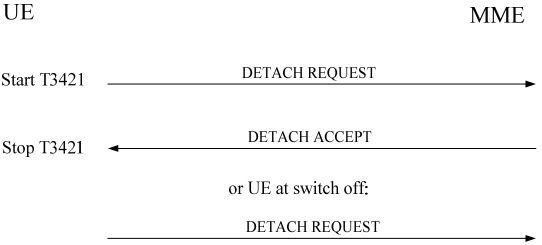 UE
MME
DETACH REQUEST
Start T3421
DETACH ACCEPT
Stop T3421
or UE at switch off:
DETACH REQUEST